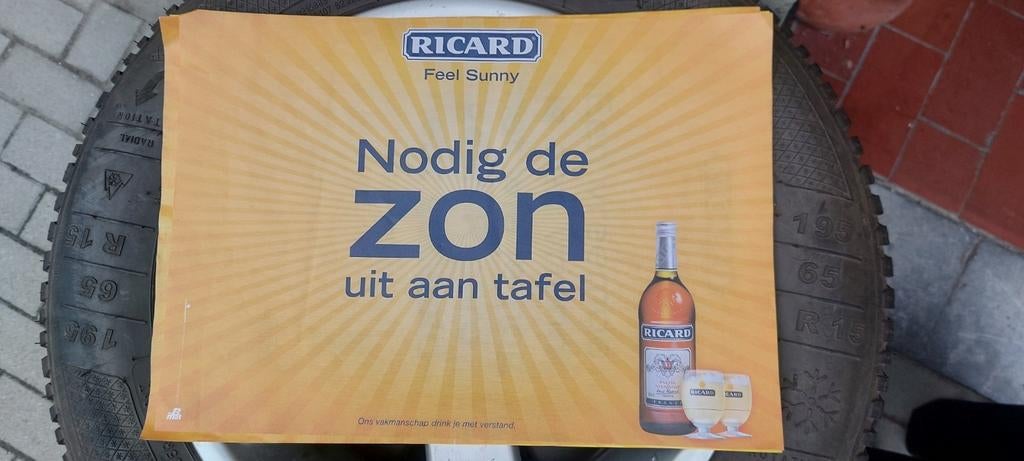 RICARD
Feel Sunny
Nodig de
zon
uit aan tafel
RICARD
RICARD
RICARD
Ons vakmanschap drink je met verstand.
RADIAL
R 15
65
195
195
65
R 15